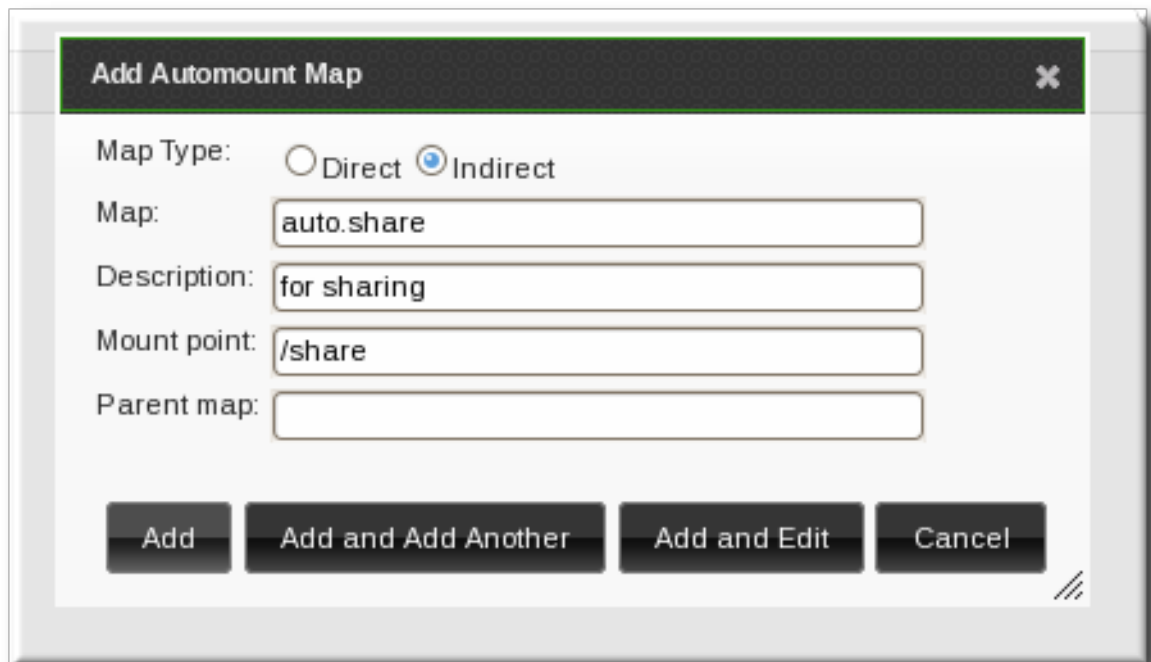 Add Automount Map
Map Type: Direct Indirect
Map: auto.share
Description: for sharing
Mount point: /share
Parent map:
Add Add and Add Another Add and Edit Cancel